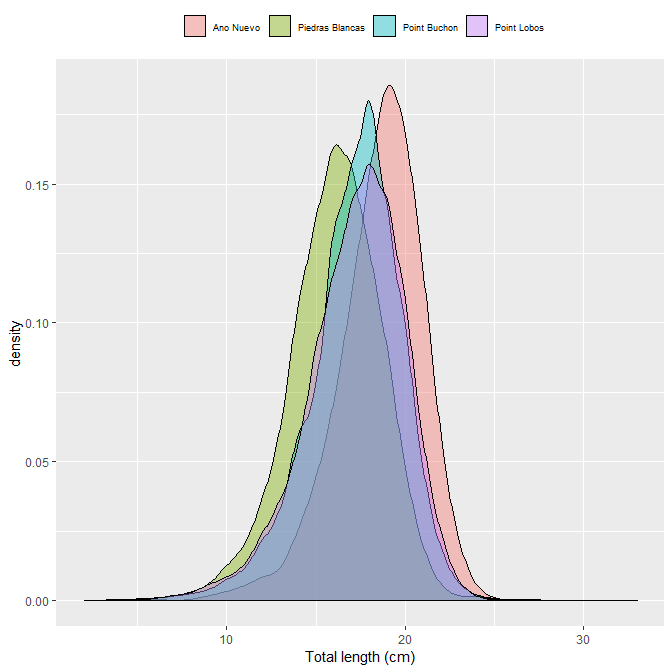 Ano Nuevo Piedras Blancas Point Buchon Point Lobos
0.15
0.10
0.05
0.00
density
10 20 30
Total length (cm)